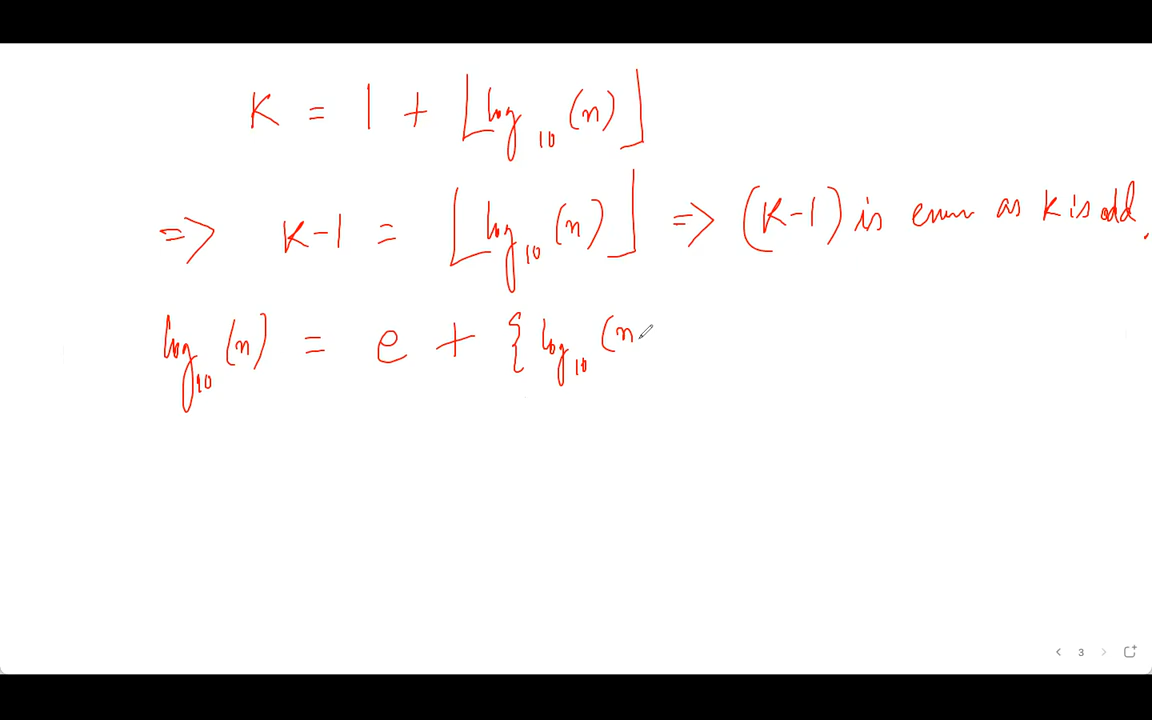 K = 1 + ⌊log₁₀(n)⌋
=> K-1 = ⌊log₁₀(n)⌋ => (K-1) is even as K is odd.
log₁₀(n) = e + {log₁₀(n
3